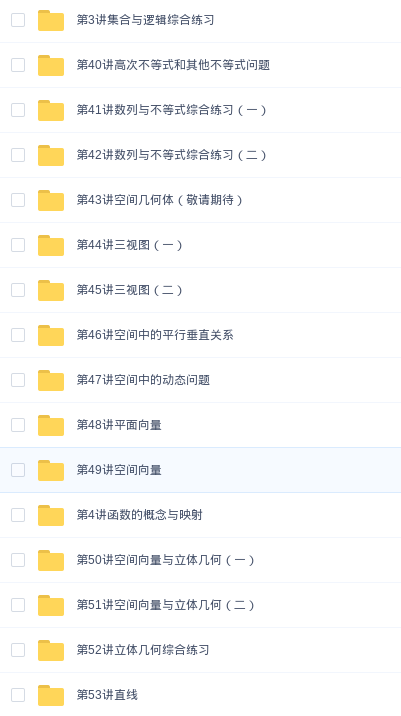 第3讲集合与逻辑综合练习
第40讲高次不等式和其他不等式问题
第41讲数列与不等式综合练习（一）
第42讲数列与不等式综合练习（二）
第43讲空间几何体（敬请期待）
第44讲三视图（一）
第45讲三视图（二）
第46讲空间中的平行垂直关系
第47讲空间中的动态问题
第48讲平面向量
第49讲空间向量
第4讲函数的概念与映射
第50讲空间向量与立体几何（一）
第51讲空间向量与立体几何（二）
第52讲立体几何综合练习
第53讲直线